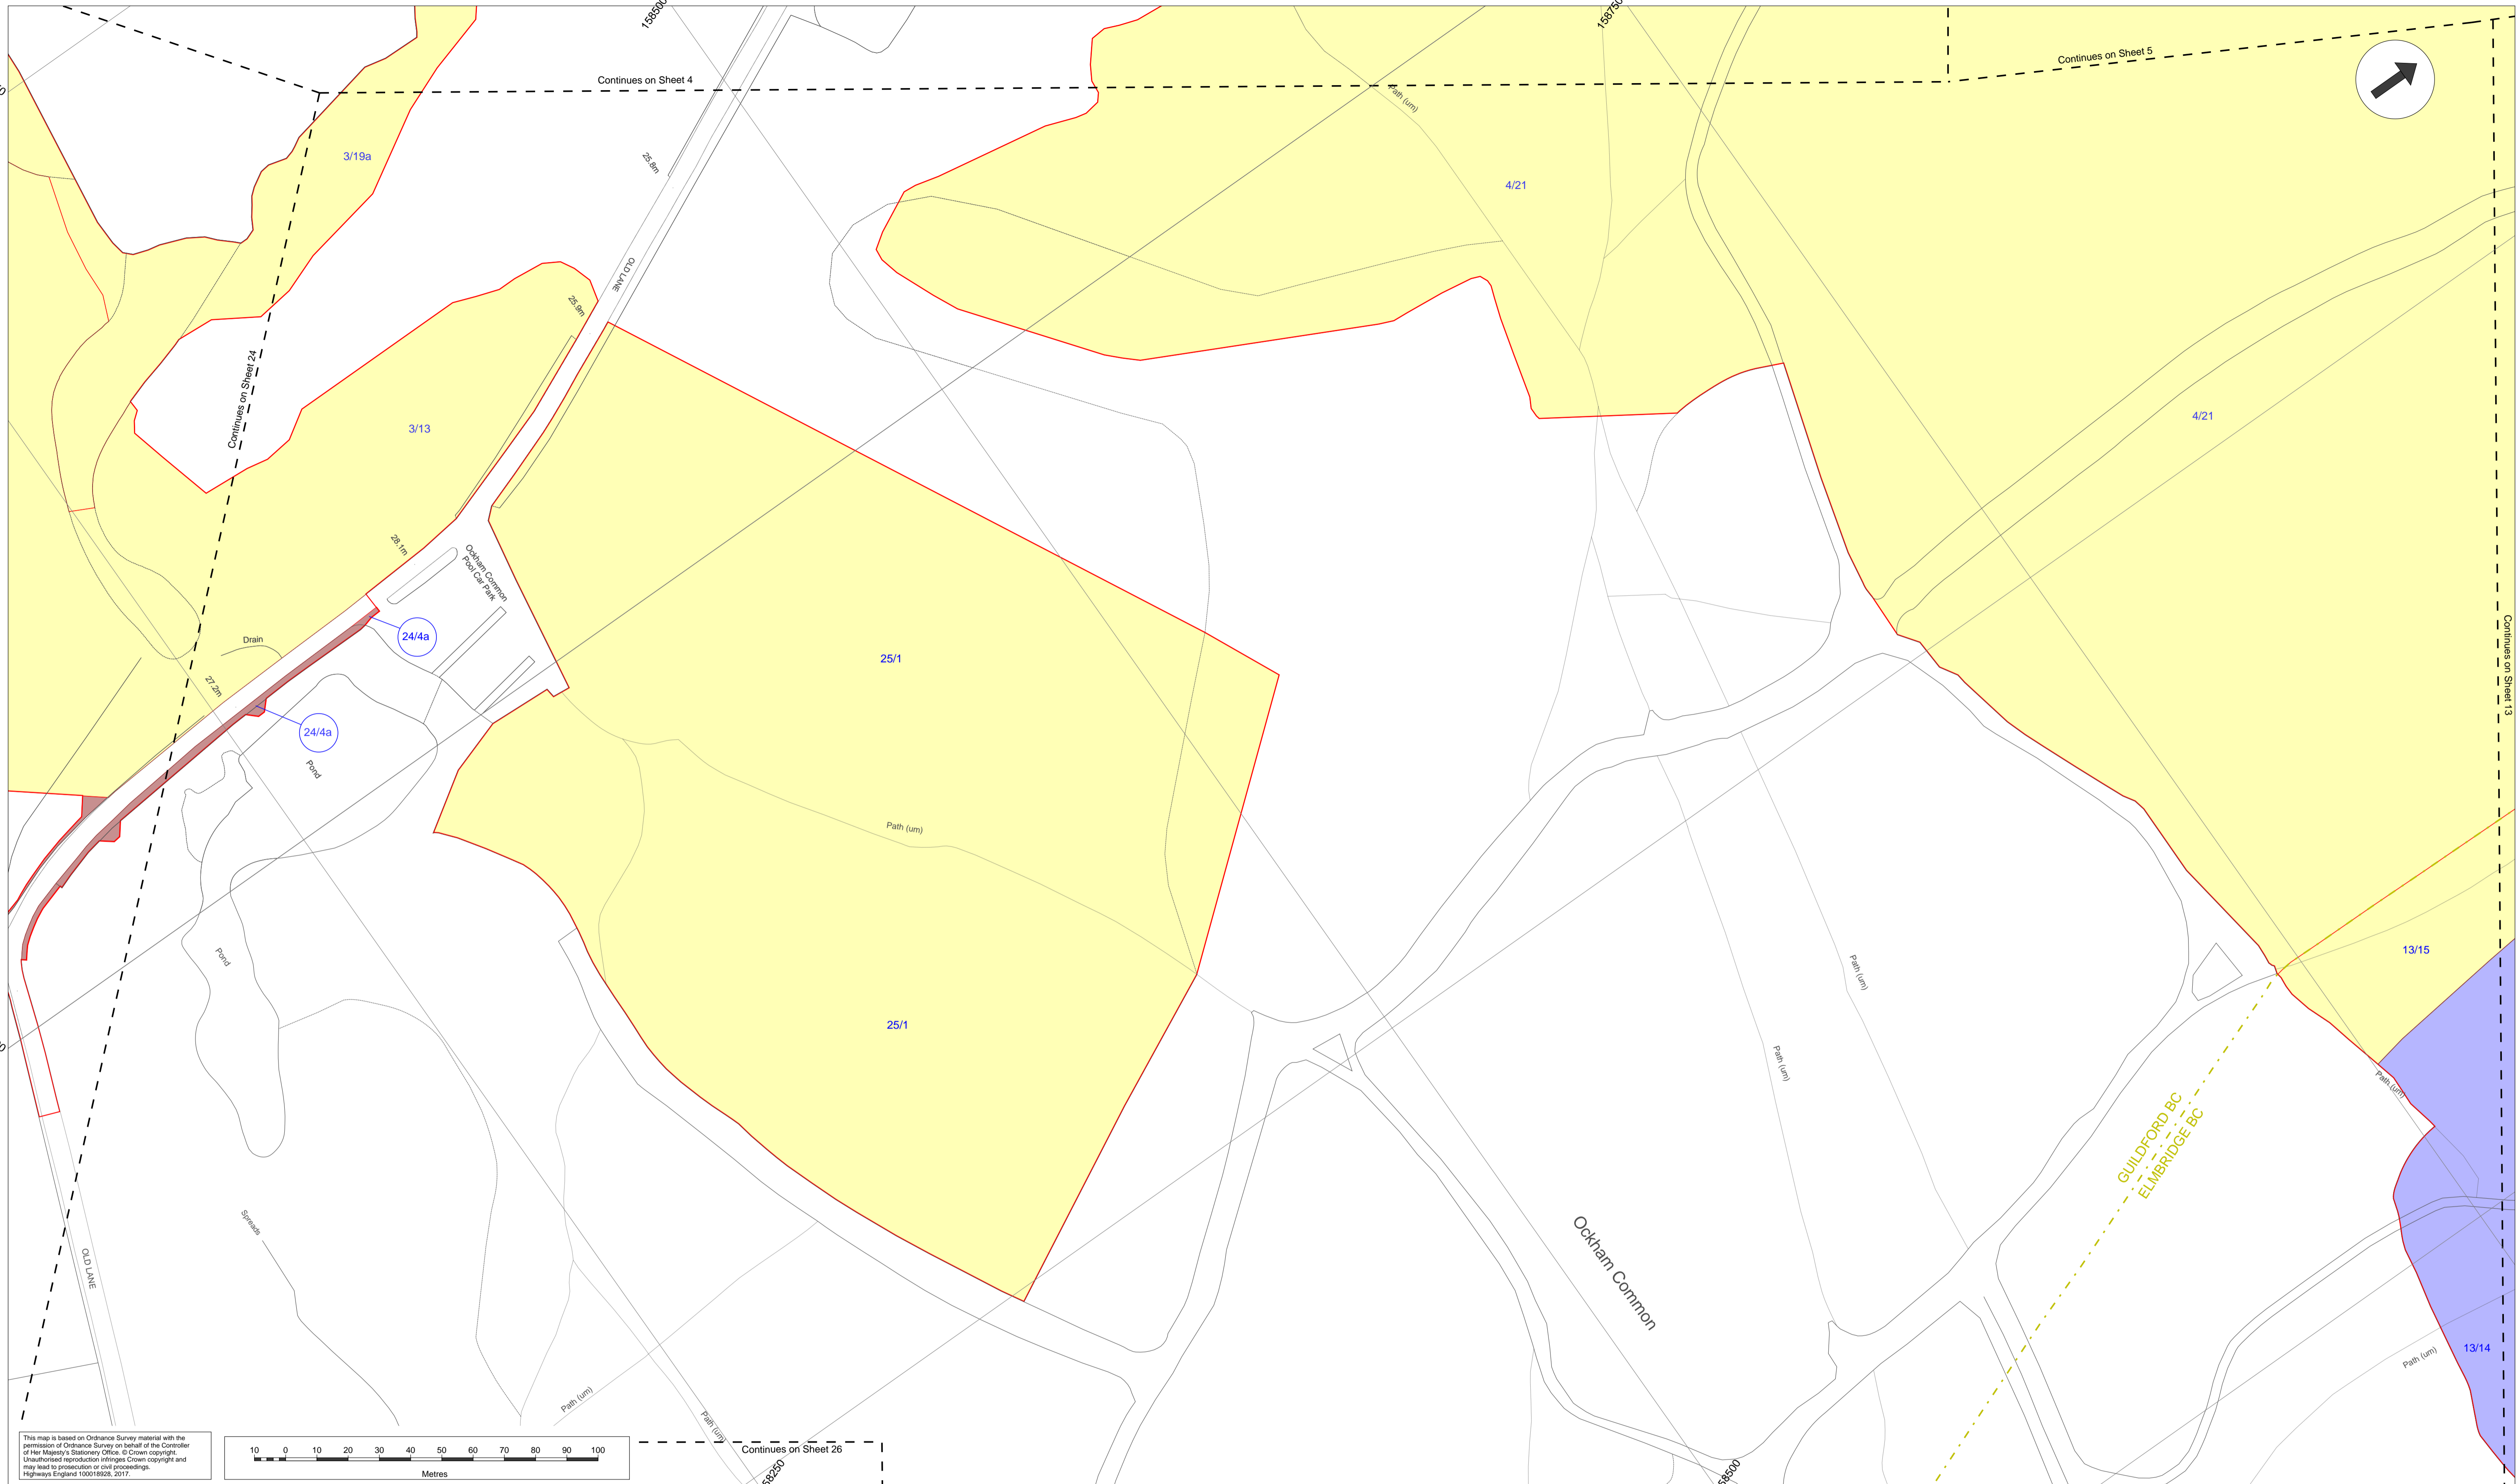 158500
158750
Continues on Sheet 4
Continues on Sheet 5
Path (um)
25.8m
3/19a
4/21
OLD LANE
25.9m
Continues on Sheet 24
3/13
4/21
28.1m
Ockham Common
Pool Car Park
24/4a
Drain
25/1
27.2m
24/4a
Continues on Sheet 13
Pond
Path (um)
13/15
Pond
Path (um)
25/1
Path (um)
Path (um)
GUILDFORD BC
ELMBRIDGE BC
Spreads
OLD LANE
Ockham Common
13/14
Path (um)
Path (um)
Path (um)
This map is based on Ordnance Survey material with the
permission of Ordnance Survey on behalf of the Controller
of Her Majesty's Stationery Office. © Crown copyright.
Unauthorised reproduction infringes Crown copyright and
may lead to prosecution or civil proceedings.
Highways England 100018928, 2017.
10 0 10 20 30 40 50 60 70 80 90 100
Metres
Continues on Sheet 26
58250
58500